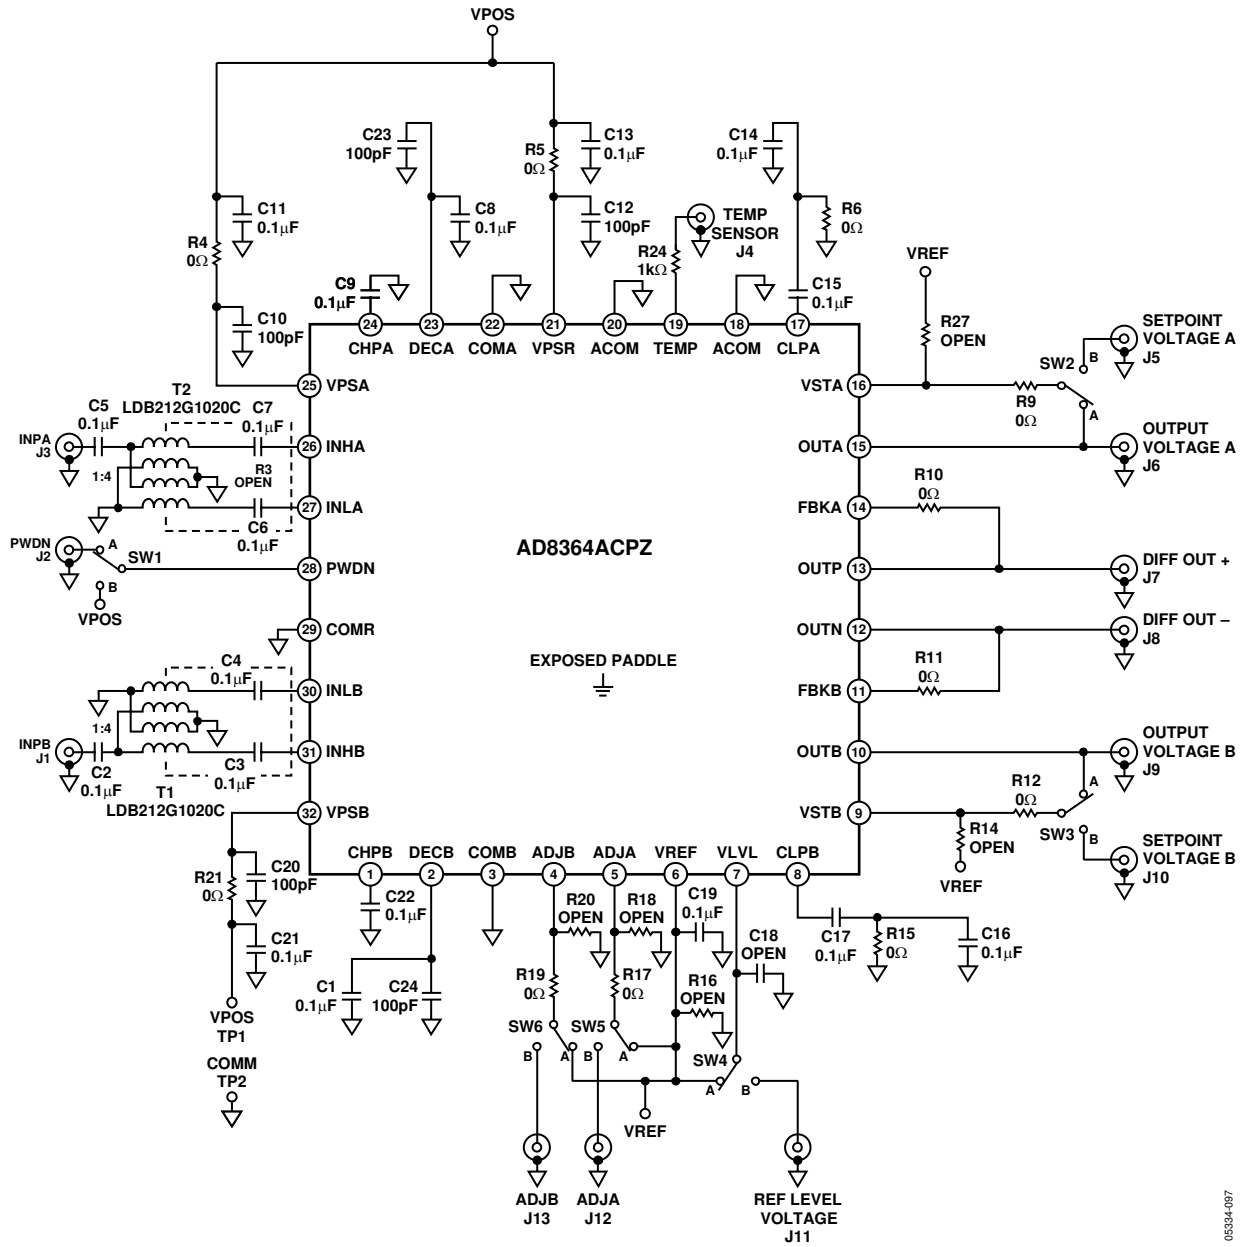 VPOS
C23
100pF
C13
0.1μF
R5
0Ω
C14
0.1μF
C11
0.1μF
C8
0.1μF
C12
100pF
TEMP
SENSOR
J4
R6
0Ω
R4
0Ω
R24
1kΩ
VREF
C9
0.1μF
C15
0.1μF
C10
100pF
R27
OPEN
SETPOINT
VOLTAGE A
J5
24
23
22
21
20
19
18
17
CHPA
DECA
COMA
VPSR
ACOM
TEMP
ACOM
CLPA
SW2
B
A
25
VPSA
VSTA
16
R9
0Ω
T2
LDB212G1020C
C5
0.1μF
C7
0.1μF
INPA
J3
26
INHA
OUTA
15
OUTPUT
VOLTAGE A
J6
1:4
R3
OPEN
R10
0Ω
27
INLA
FBKA
14
C6
0.1μF
AD8364ACPZ
PWDN
J2
A
SW1
B
VPOS
28
PWDN
OUTP
13
DIFF OUT +
J7
29
COMR
OUTN
12
DIFF OUT –
J8
EXPOSED PADDLE
C4
0.1μF
R11
0Ω
30
INLB
FBKB
11
1:4
INPB
J1
31
INHB
OUTB
10
OUTPUT
VOLTAGE B
J9
C2
0.1μF
C3
0.1μF
T1
LDB212G1020C
R12
0Ω
A
32
VPSB
VSTB
9
SW3
B
R14
OPEN
VREF
SETPOINT
VOLTAGE B
J10
CHPB
DECB
COMB
ADJB
ADJA
VREF
VLVL
CLPB
1
2
3
4
5
6
7
8
R21
0Ω
C20
100pF
C22
0.1μF
R20
OPEN
R18
OPEN
C19
0.1μF
C18
OPEN
C17
0.1μF
R15
0Ω
C16
0.1μF
C21
0.1μF
C1
0.1μF
C24
100pF
R19
0Ω
R17
0Ω
R16
OPEN
VPOS
TP1
SW6
B
A
SW5
B
A
SW4
A
B
COMM
TP2
VREF
ADJB
J13
ADJA
J12
REF LEVEL
VOLTAGE
J11
05334-097